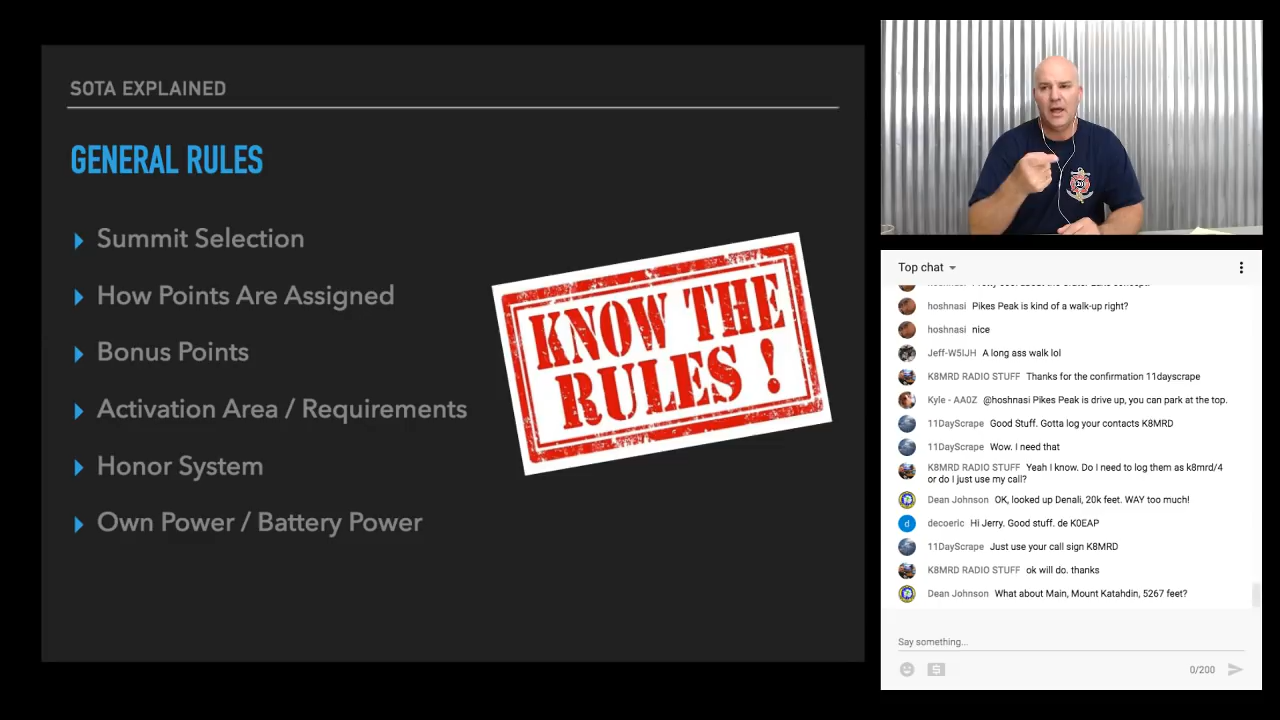 SOTA EXPLAINED
GENERAL RULES
Summit Selection
How Points Are Assigned
Bonus Points
Activation Area / Requirements
Honor System
Own Power / Battery Power
KNOW THE
RULES !
20
Top chat
hoshnasi Pikes Peak is kind of a walk-up right?
hoshnasi nice
Jeff-W5IJH A long ass walk lol
K8MRD RADIO STUFF Thanks for the confirmation 11dayscrape
Kyle - AA0Z @hoshnasi Pikes Peak is drive up, you can park at the top.
11DayScrape Good Stuff. Gotta log your contacts K8MRD
11DayScrape Wow. I need that
K8MRD RADIO STUFF Yeah I know. Do I need to log them as k8mrd/4
or do I just use my call?
Dean Johnson OK, looked up Denali, 20k feet. WAY too much!
d
decoeric Hi Jerry. Good stuff. de K0EAP
11DayScrape Just use your call sign K8MRD
K8MRD RADIO STUFF ok will do. thanks
Dean Johnson What about Main, Mount Katahdin, 5267 feet?
Say something...
0/200